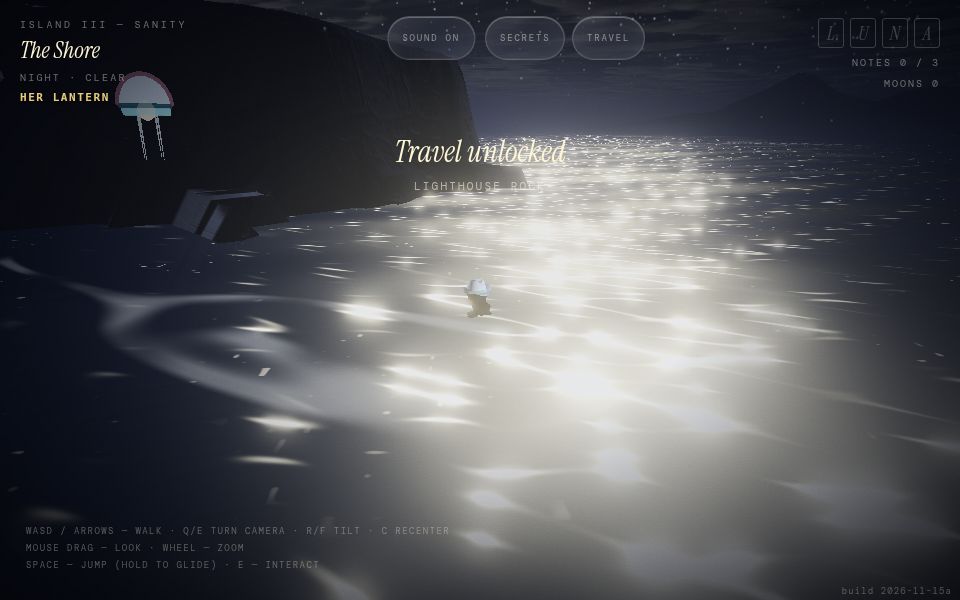 ISLAND III — SANITY
The Shore
NIGHT · CLEAR
HER LANTERN
SOUND ON
SECRETS
TRAVEL
L U N A
NOTES 0 / 3
MOONS 0
Travel unlocked
LIGHTHOUSE ROCK
WASD / ARROWS — WALK · Q/E TURN CAMERA · R/F TILT · C RECENTER
MOUSE DRAG — LOOK · WHEEL — ZOOM
SPACE — JUMP (HOLD TO GLIDE) · E — INTERACT
build 2026-11-15a